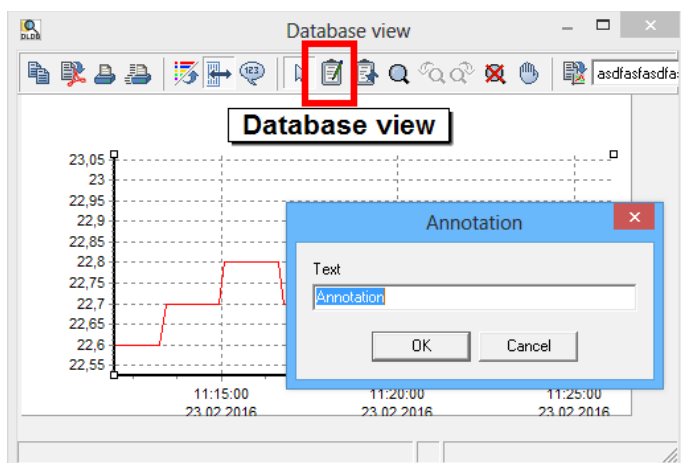 DLDB
Database view
123
asdfasfasdfa
Database view
23,05
23
22,95
22,9
22,85
22,8
22,75
22,7
22,65
22,6
22,55
Annotation
Text
Annotation
OK
Cancel
11:15:00
11:20:00
11:25:00
23.02.2016
23.02.2016
23.02.2016